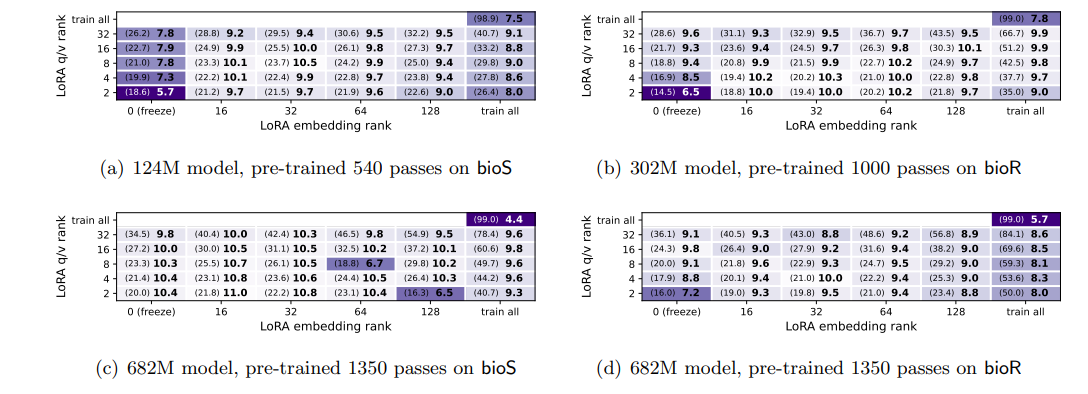 train all (98.9) 7.5
32 (26.2) 7.8 (28.8) 9.2 (29.5) 9.4 (30.6) 9.5 (32.2) 9.5 (40.7) 9.1
16 (22.7) 7.9 (24.9) 9.9 (25.5) 10.0 (26.1) 9.8 (27.3) 9.7 (33.2) 8.8
8 (21.0) 7.8 (23.3) 10.1 (23.7) 10.5 (24.2) 9.9 (25.0) 9.4 (29.8) 9.0
4 (19.9) 7.3 (22.2) 10.1 (22.4) 9.9 (22.8) 9.7 (23.8) 9.4 (27.8) 8.6
2 (18.6) 5.7 (21.2) 9.7 (21.5) 9.7 (21.9) 9.6 (22.6) 9.0 (26.4) 8.0
LoRA q/v rank
0 (freeze) 16 32 64 128 train all
LoRA embedding rank
(a) 124M model, pre-trained 540 passes on bioS
train all (99.0) 7.8
32 (28.6) 9.6 (31.1) 9.3 (32.9) 9.5 (36.7) 9.7 (43.5) 9.5 (66.7) 9.9
16 (21.7) 9.3 (23.6) 9.4 (24.5) 9.7 (26.3) 9.8 (30.3) 10.1 (51.2) 9.9
8 (18.8) 9.4 (20.8) 9.9 (21.5) 9.9 (22.7) 10.2 (24.9) 9.7 (42.5) 9.8
4 (16.9) 8.5 (19.4) 10.2 (20.2) 10.3 (21.0) 10.0 (22.8) 9.8 (37.7) 9.7
2 (14.5) 6.5 (18.8) 10.0 (19.4) 10.0 (20.2) 10.2 (21.8) 9.7 (35.0) 9.0
LoRA q/v rank
0 (freeze) 16 32 64 128 train all
LoRA embedding rank
(b) 302M model, pre-trained 1000 passes on bioR
train all (99.0) 4.4
32 (34.5) 9.8 (40.4) 10.0 (42.4) 10.3 (46.5) 9.8 (54.9) 9.5 (78.4) 9.6
16 (27.2) 10.0 (30.0) 10.5 (31.1) 10.5 (32.5) 10.2 (37.2) 10.1 (60.6) 9.8
8 (23.3) 10.3 (25.5) 10.7 (26.1) 10.5 (18.8) 6.7 (29.8) 10.2 (49.7) 9.6
4 (21.4) 10.4 (23.1) 10.8 (23.6) 10.6 (24.4) 10.5 (26.4) 10.3 (44.2) 9.6
2 (20.0) 10.4 (21.8) 11.0 (22.2) 10.8 (23.1) 10.4 (16.3) 6.5 (40.7) 9.3
LoRA q/v rank
0 (freeze) 16 32 64 128 train all
LoRA embedding rank
(c) 682M model, pre-trained 1350 passes on bioS
train all (99.0) 5.7
32 (36.1) 9.1 (40.5) 9.3 (43.0) 8.8 (48.6) 9.2 (56.8) 8.9 (84.1) 8.6
16 (24.3) 9.8 (26.4) 9.0 (27.9) 9.2 (31.6) 9.4 (38.2) 9.0 (69.6) 8.5
8 (20.0) 9.1 (21.8) 9.6 (22.9) 9.3 (24.7) 9.5 (29.2) 9.0 (59.3) 8.1
4 (17.9) 8.8 (20.1) 9.4 (21.0) 10.0 (22.2) 9.4 (25.3) 9.0 (53.6) 8.3
2 (16.0) 7.2 (19.0) 9.3 (19.8) 9.5 (21.0) 9.4 (23.4) 8.8 (50.0) 8.0
LoRA q/v rank
0 (freeze) 16 32 64 128 train all
LoRA embedding rank
(d) 682M model, pre-trained 1350 passes on bioR